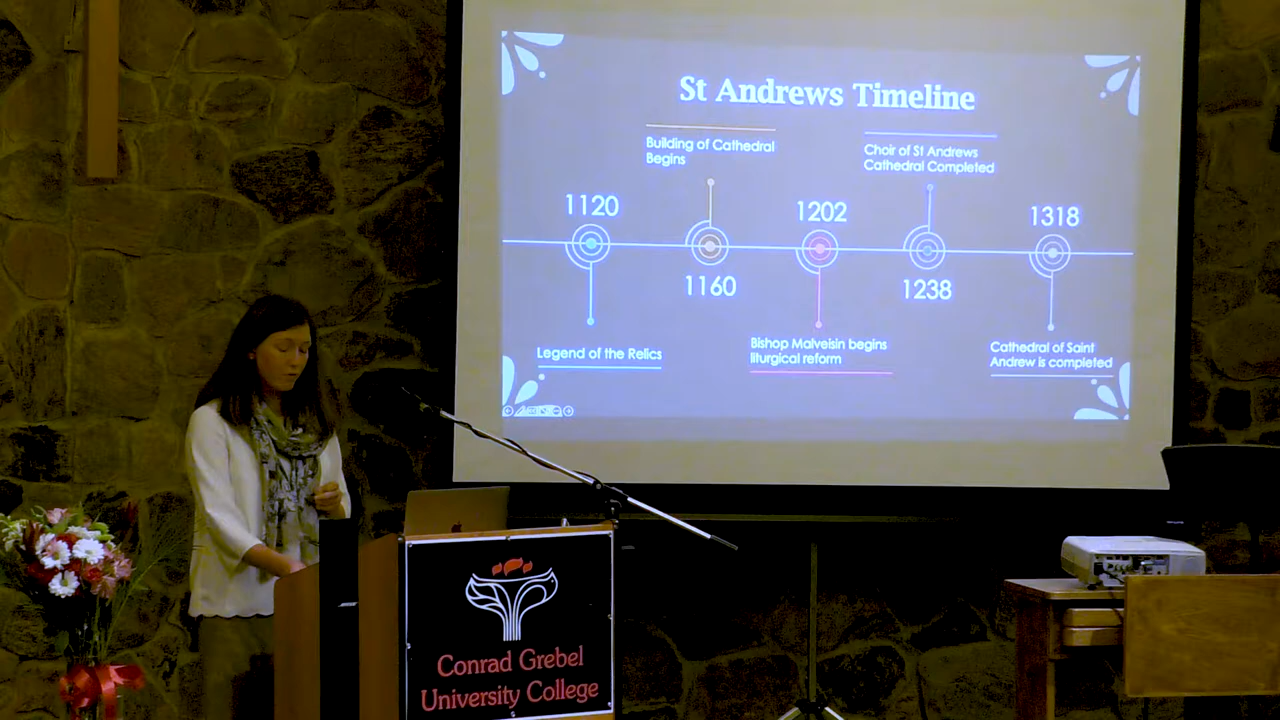 St Andrews Timeline
Building of Cathedral
Begins
Choir of St Andrews
Cathedral Completed
1120
1202
1318
1160
1238
Legend of the Relics
Bishop Malveisin begins
liturgical reform
Cathedral of Saint
Andrew is completed
Conrad Grebel
University College